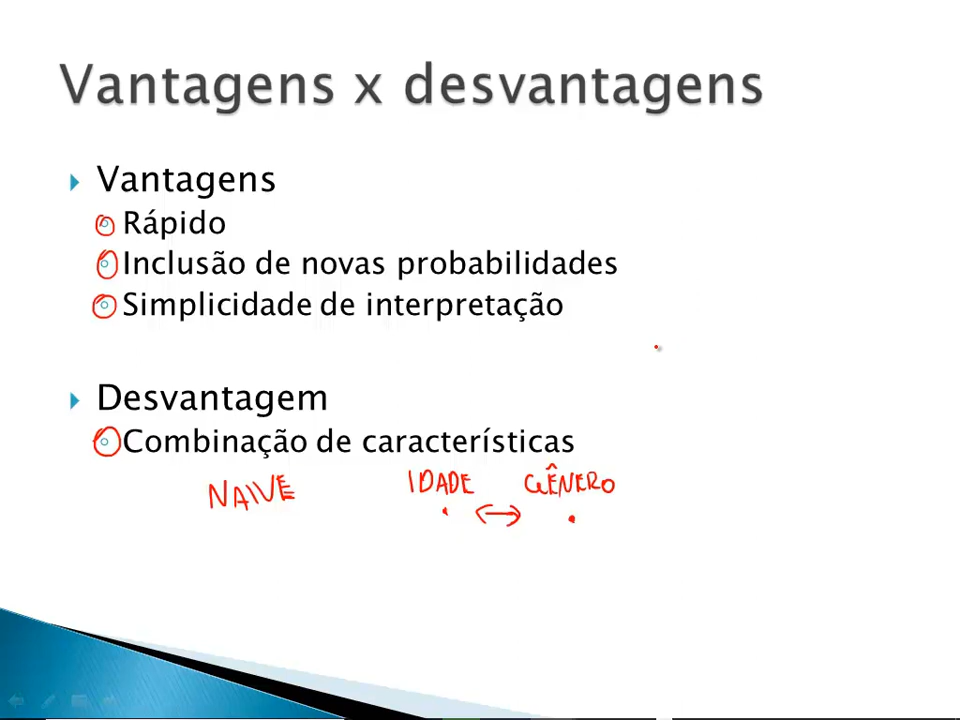 Vantagens x desvantagens
Vantagens
Rápido
Inclusão de novas probabilidades
Simplicidade de interpretação
Desvantagem
Combinação de características
NAIVE IDADE GÊNERO